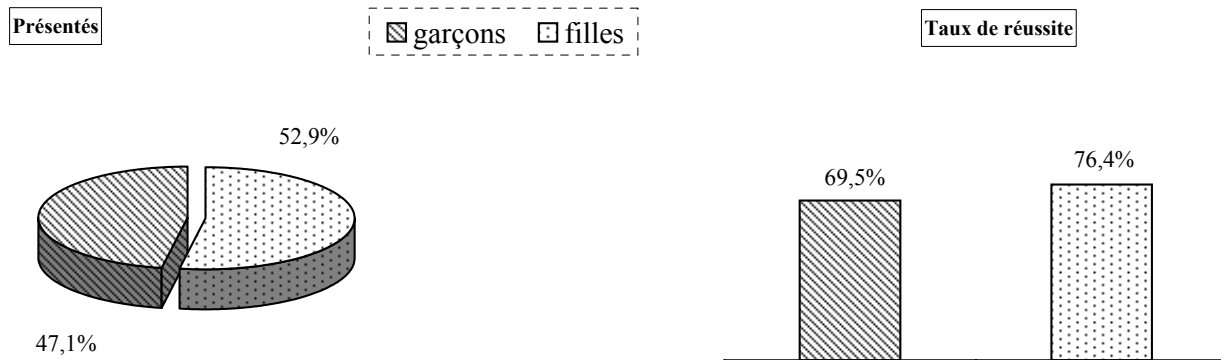 Présentés
garçons filles
Taux de réussite
52,9%
47,1%
69,5%
76,4%